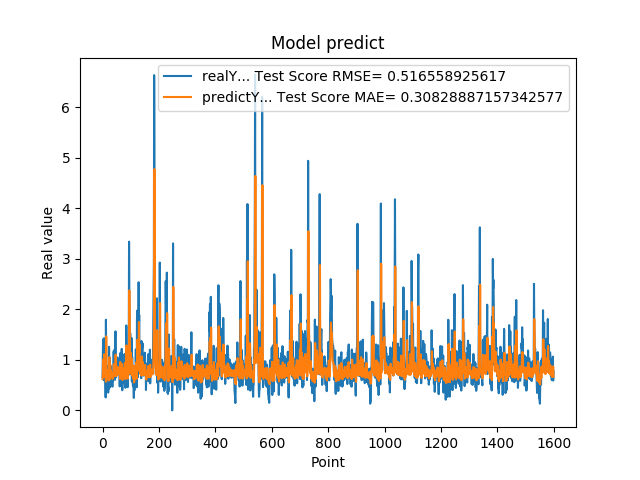 Model predict
realY... Test Score RMSE= 0.516558925617
predictY... Test Score MAE= 0.30828887157342577
Real value
6
5
4
3
2
1
0
0 200 400 600 800 1000 1200 1400 1600
Point